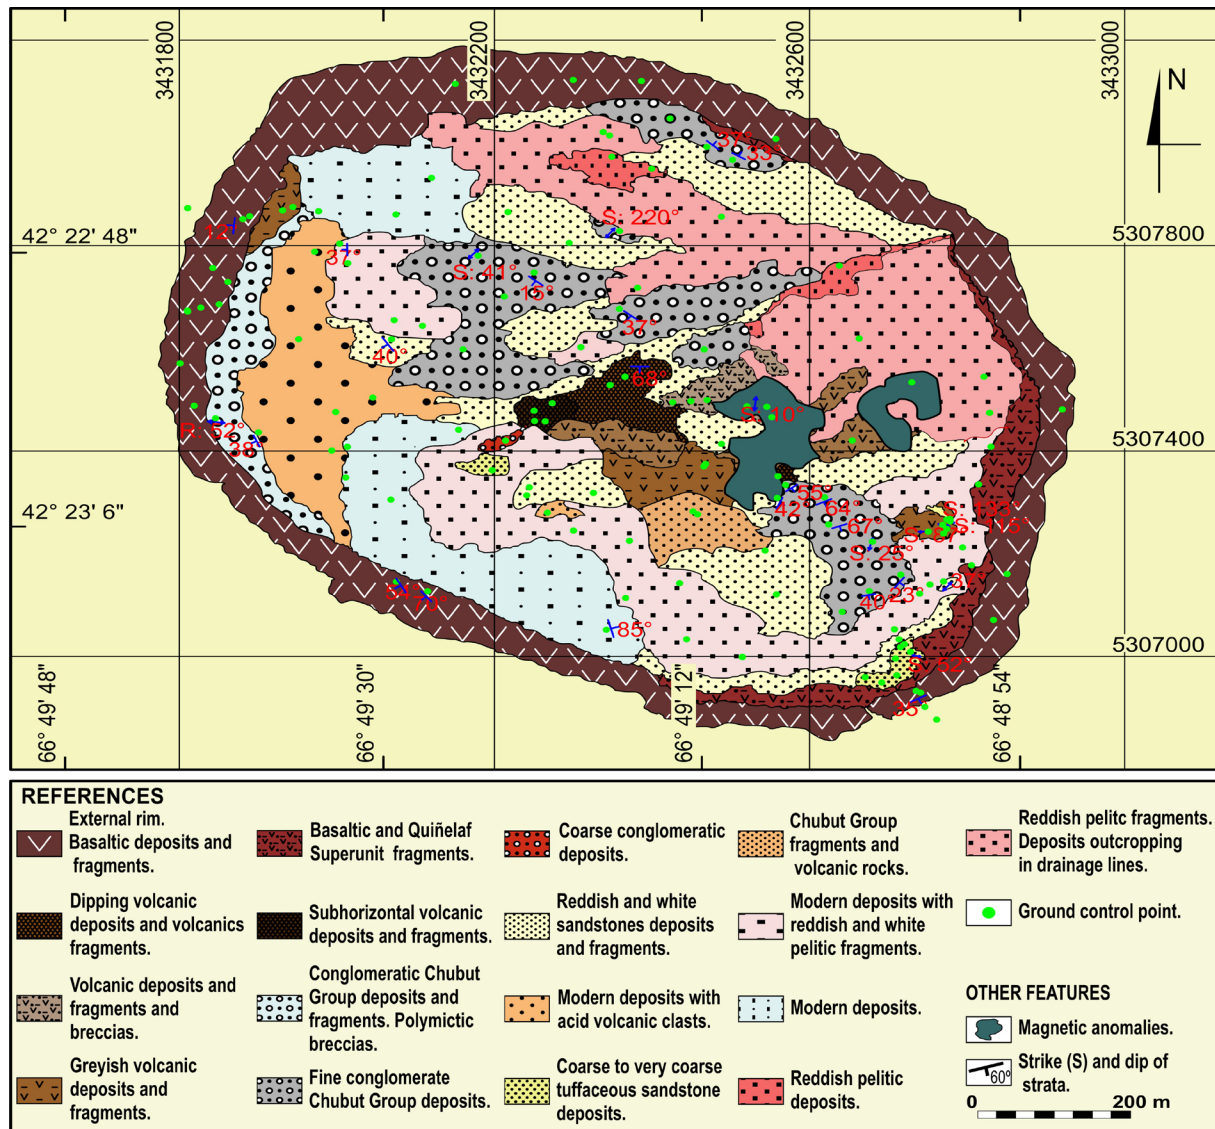 3431800
3432200
3432600
3433000
N
37°
33°
S: 220°
12°
42° 22' 48"
5307800
37°
S: 41°
15°
37°
40°
68°
S: 10°
R: 52°
38°
5307400
55°
42°
64°
67°
S: 115°
42° 23' 6"
S: 25°
37°
54°
70°
40°
23°
85°
5307000
S: 52°
35°
66° 49' 48"
66° 49' 30"
66° 49' 12"
66° 48' 54"
REFERENCES
External rim.
Basaltic deposits and
fragments.
Dipping volcanic
deposits and volcanics
fragments.
Volcanic deposits and
fragments and
breccias.
Greyish volcanic
deposits and
fragments.
Basaltic and Quiñelaf
Superunit fragments.
Subhorizontal volcanic
deposits and fragments.
Conglomeratic Chubut
Group deposits and
fragments. Polymictic
breccias.
Fine conglomerate
Chubut Group deposits.
Coarse conglomeratic
deposits.
Reddish and white
sandstones deposits
and fragments.
Modern deposits with
acid volcanic clasts.
Coarse to very coarse
tuffaceous sandstone
deposits.
Chubut Group
fragments and
volcanic rocks.
Modern deposits with
reddish and white
pelitic fragments.
Modern deposits.
Reddish pelitic
deposits.
Reddish pelitc fragments.
Deposits outcropping
in drainage lines.
Ground control point.
OTHER FEATURES
Magnetic anomalies.
60º
Strike (S) and dip of
strata.
0 200 m